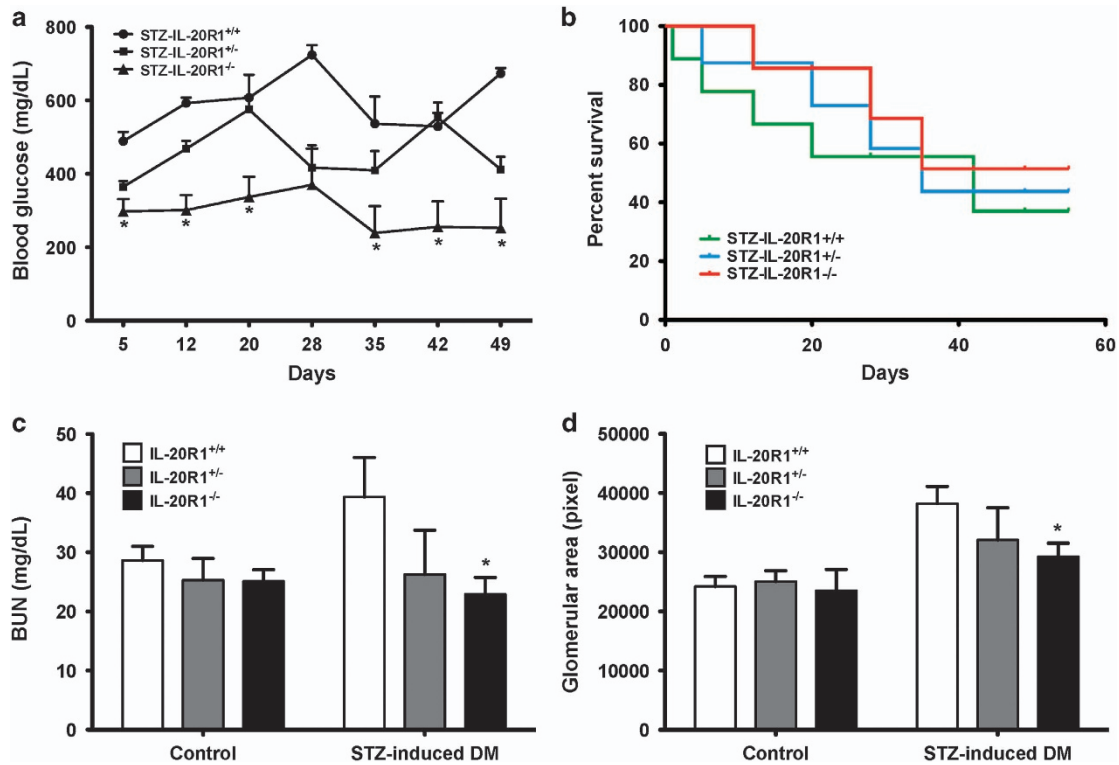 a
Blood glucose (mg/dL)
800
600
400
200
0
STZ-IL-20R1+/+
STZ-IL-20R1+/-
STZ-IL-20R1-/-
* * * * * *
5 12 20 28 35 42 49
Days
b
Percent survival
100
80
60
40
20
0
STZ-IL-20R1+/+
STZ-IL-20R1+/-
STZ-IL-20R1-/-
0 20 40 60
Days
c
BUN (mg/dL)
50
40
30
20
10
0
IL-20R1+/+
IL-20R1+/-
IL-20R1-/-
*
Control STZ-induced DM
d
Glomerular area (pixel)
50000
40000
30000
20000
10000
0
IL-20R1+/+
IL-20R1+/-
IL-20R1-/-
*
Control STZ-induced DM